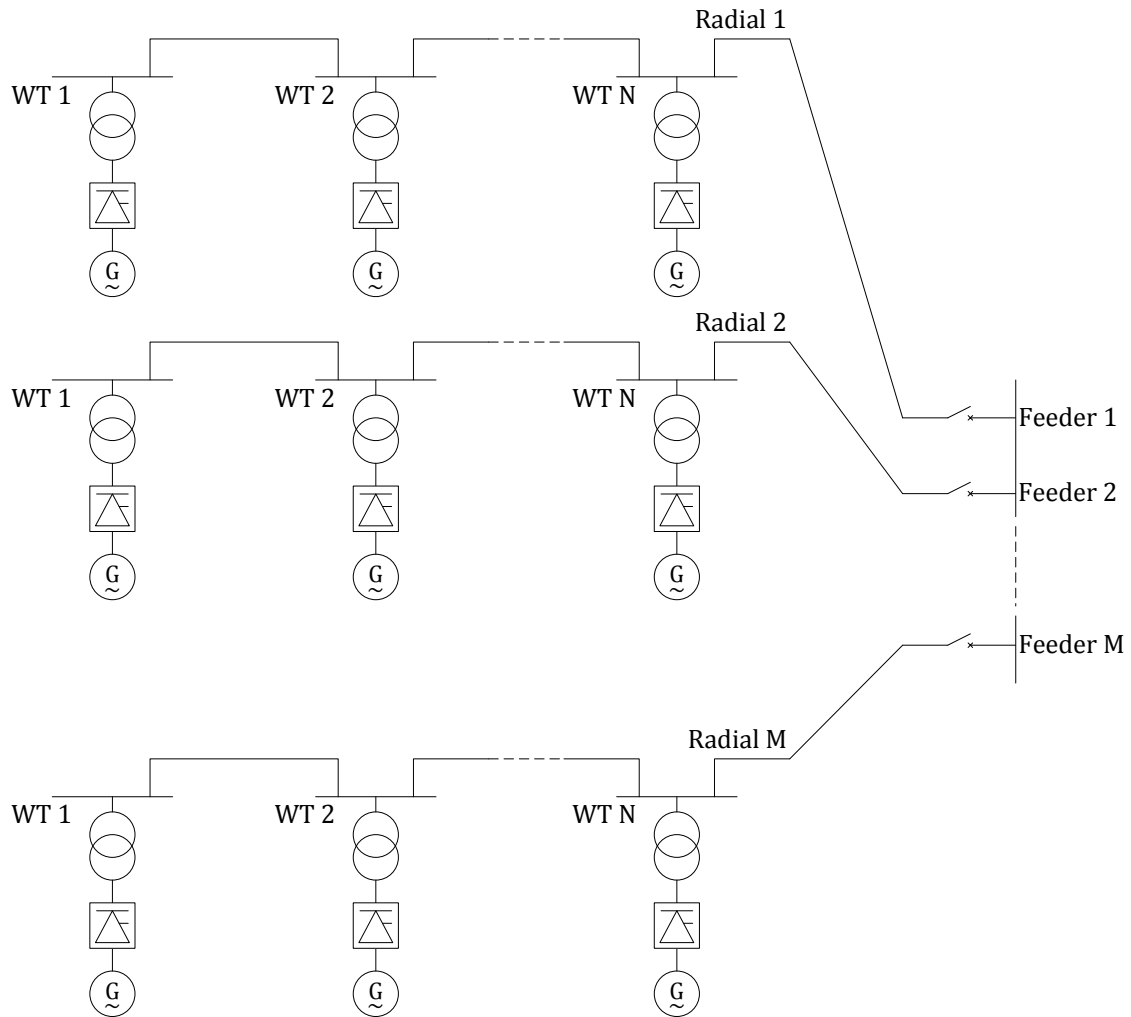 Radial 1
WT 1
WT 2
WT N
G
~
G
~
G
~
Radial 2
WT 1
WT 2
WT N
Feeder 1
Feeder 2
G
~
G
~
G
~
Feeder M
Radial M
WT 1
WT 2
WT N
G
~
G
~
G
~